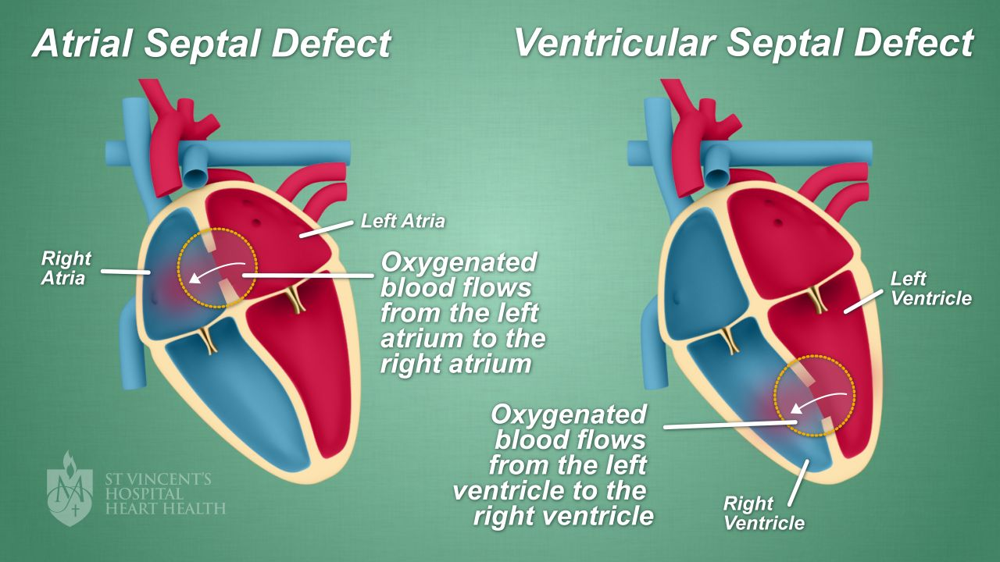 Atrial Septal Defect
Left Atria
Right
Atria
Oxygenated
blood flows
from the left
atrium to the
right atrium
ST VINCENT'S
HOSPITAL
HEART HEALTH
Ventricular Septal Defect
Left
Ventricle
Oxygenated
blood flows
from the left
ventricle to the
right ventricle
Right
Ventricle